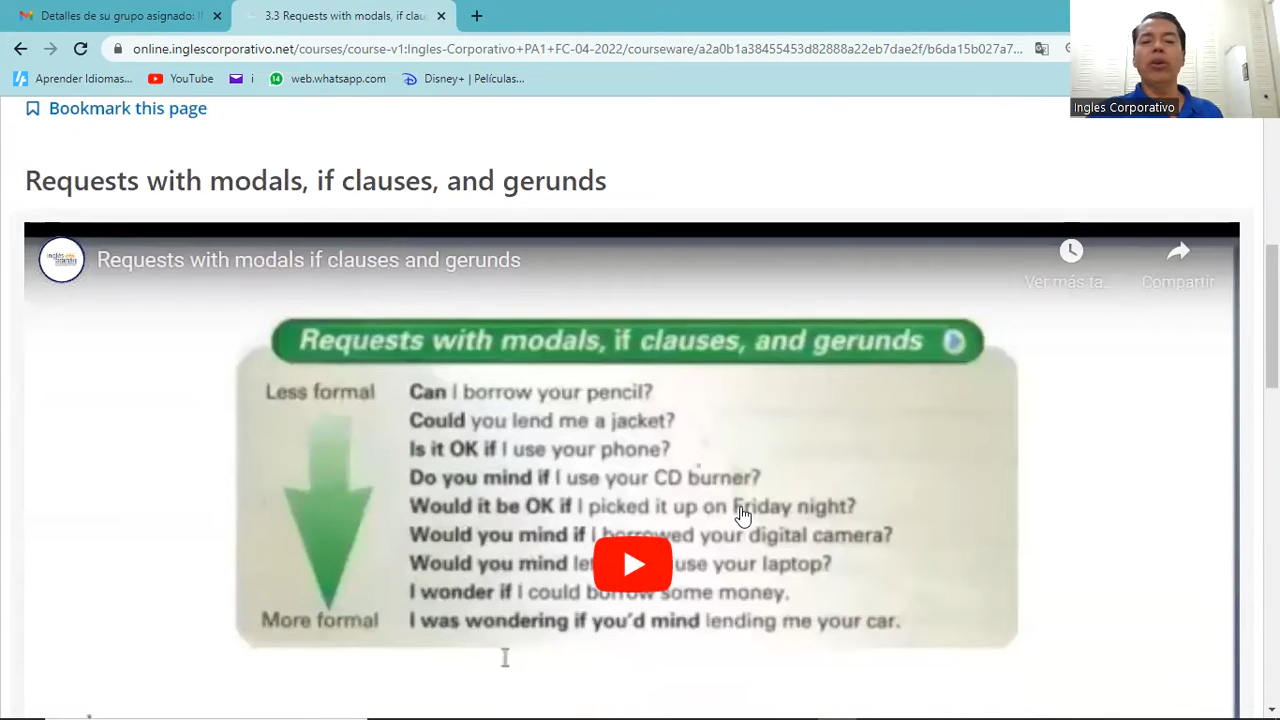 Detalles de su grupo asignado: I
3.3 Requests with modals, if clau
online.inglescorporativo.net/courses/course-v1:Ingles-Corporativo+PA1+FC-04-2022/courseware/a2a0b1a38455453d82888a22eb7dae2f/b6da15b027a7...
Aprender Idiomas...
YouTube
i
web.whatsapp.com
Disney+ | Películas...
Ingles Corporativo
Bookmark this page
Requests with modals, if clauses, and gerunds
Requests with modals if clauses and gerunds
Ver más ta...
Compartir
Requests with modals, if clauses, and gerunds
Less formal
Can I borrow your pencil?
Could you lend me a jacket?
Is it OK if I use your phone?
Do you mind if I use your CD burner?
Would it be OK if I picked it up on Friday night?
Would you mind if I borrowed your digital camera?
Would you mind use your laptop?
I wonder if I could borrow some money.
More formal
I was wondering if you'd mind lending me your car.